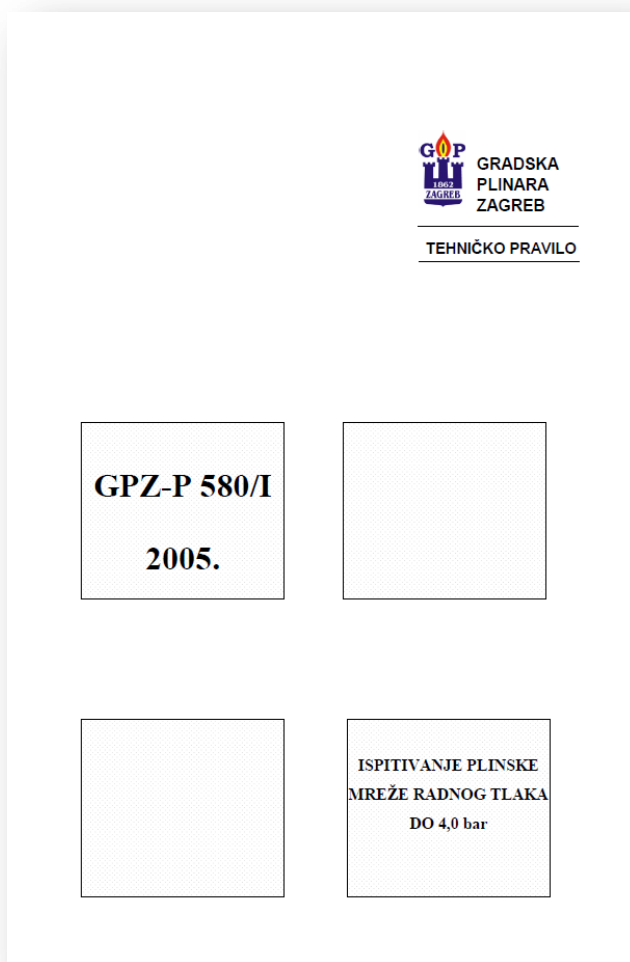 GP
1862
ZAGREB
GRADSKA
PLINARA
ZAGREB
TEHNIČKO PRAVILO
GPZ-P 580/I
2005.
ISPITIVANJE PLINSKE
MREŽE RADNOG TLAKA
DO 4,0 bar